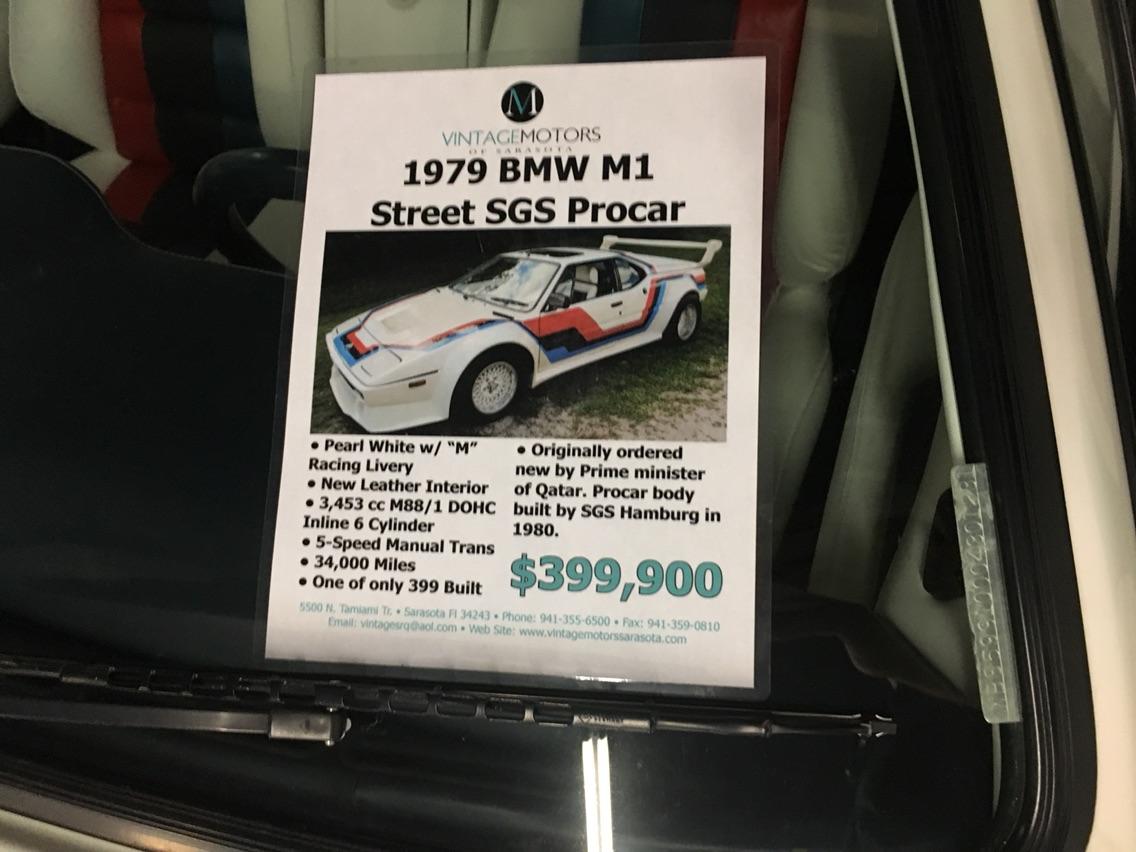 M
VINTAGEMOTORS
OF SARASOTA
1979 BMW M1
Street SGS Procar
• Pearl White w/ “M”
Racing Livery
• New Leather Interior
• 3,453 cc M88/1 DOHC
Inline 6 Cylinder
• 5-Speed Manual Trans
• 34,000 Miles
• One of only 399 Built
• Originally ordered
new by Prime minister
of Qatar. Procar body
built by SGS Hamburg in
1980.
$399,900
5500 N. Tamiami Tr. • Sarasota Fl 34243 • Phone: 941-355-6500 • Fax: 941-359-0810
Email: vintagesrq@aol.com • Web Site: www.vintagemotorssarasota.com